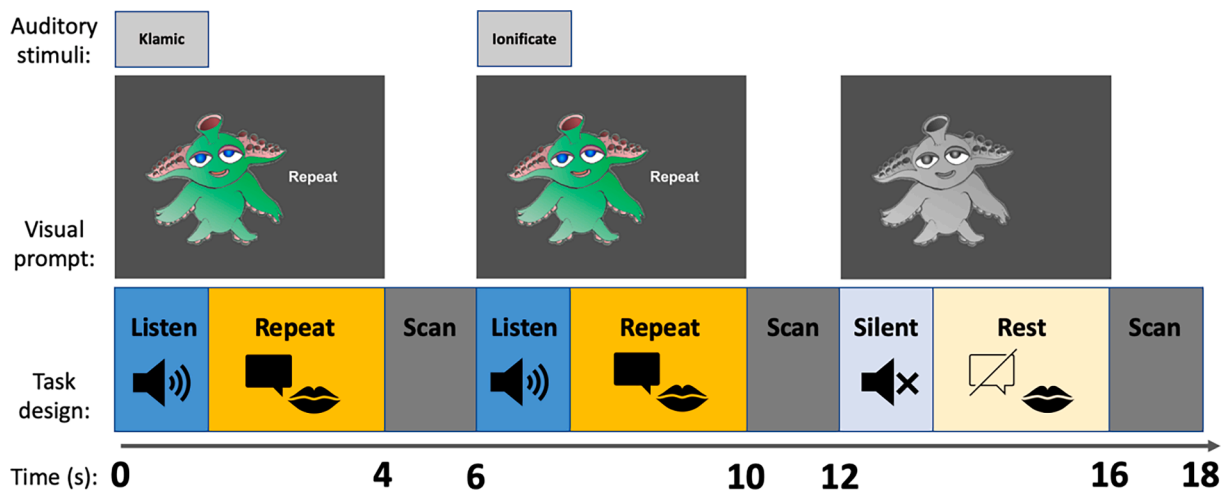 Auditory
stimuli:
Klamic
Ionificate
Repeat
Repeat
Visual
prompt:
Listen
Repeat
Scan
Listen
Repeat
Scan
Silent
Rest
Scan
Task
design:
Time (s): 0 4 6 10 12 16 18